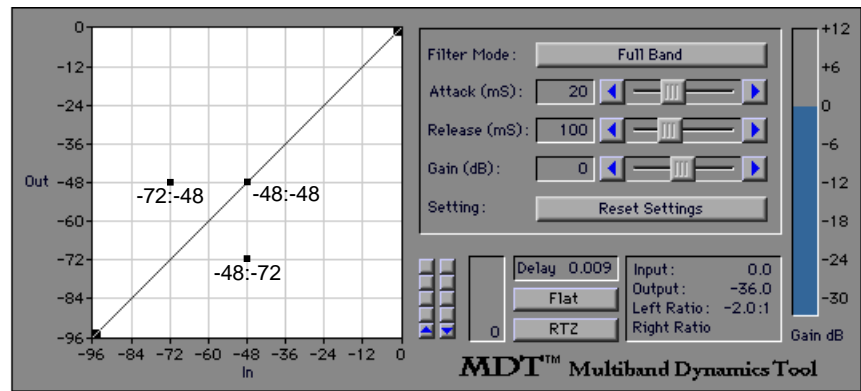 0
-12
-24
-36
Out -48
-60
-72
-84
-96
-96 -84 -72 -60 -48 -36 -24 -12 0
In
-72:-48
-48:-48
-48:-72
Filter Mode: Full Band
Attack (mS): 20
Release (mS): 100
Gain (dB): 0
Setting: Reset Settings
0
Delay 0.009
Flat
RTZ
Input: 0.0
Output: -36.0
Left Ratio: -2.0:1
Right Ratio
+12
+6
0
-6
-12
-18
-24
-30
Gain dB
MDT™ Multiband Dynamics Tool